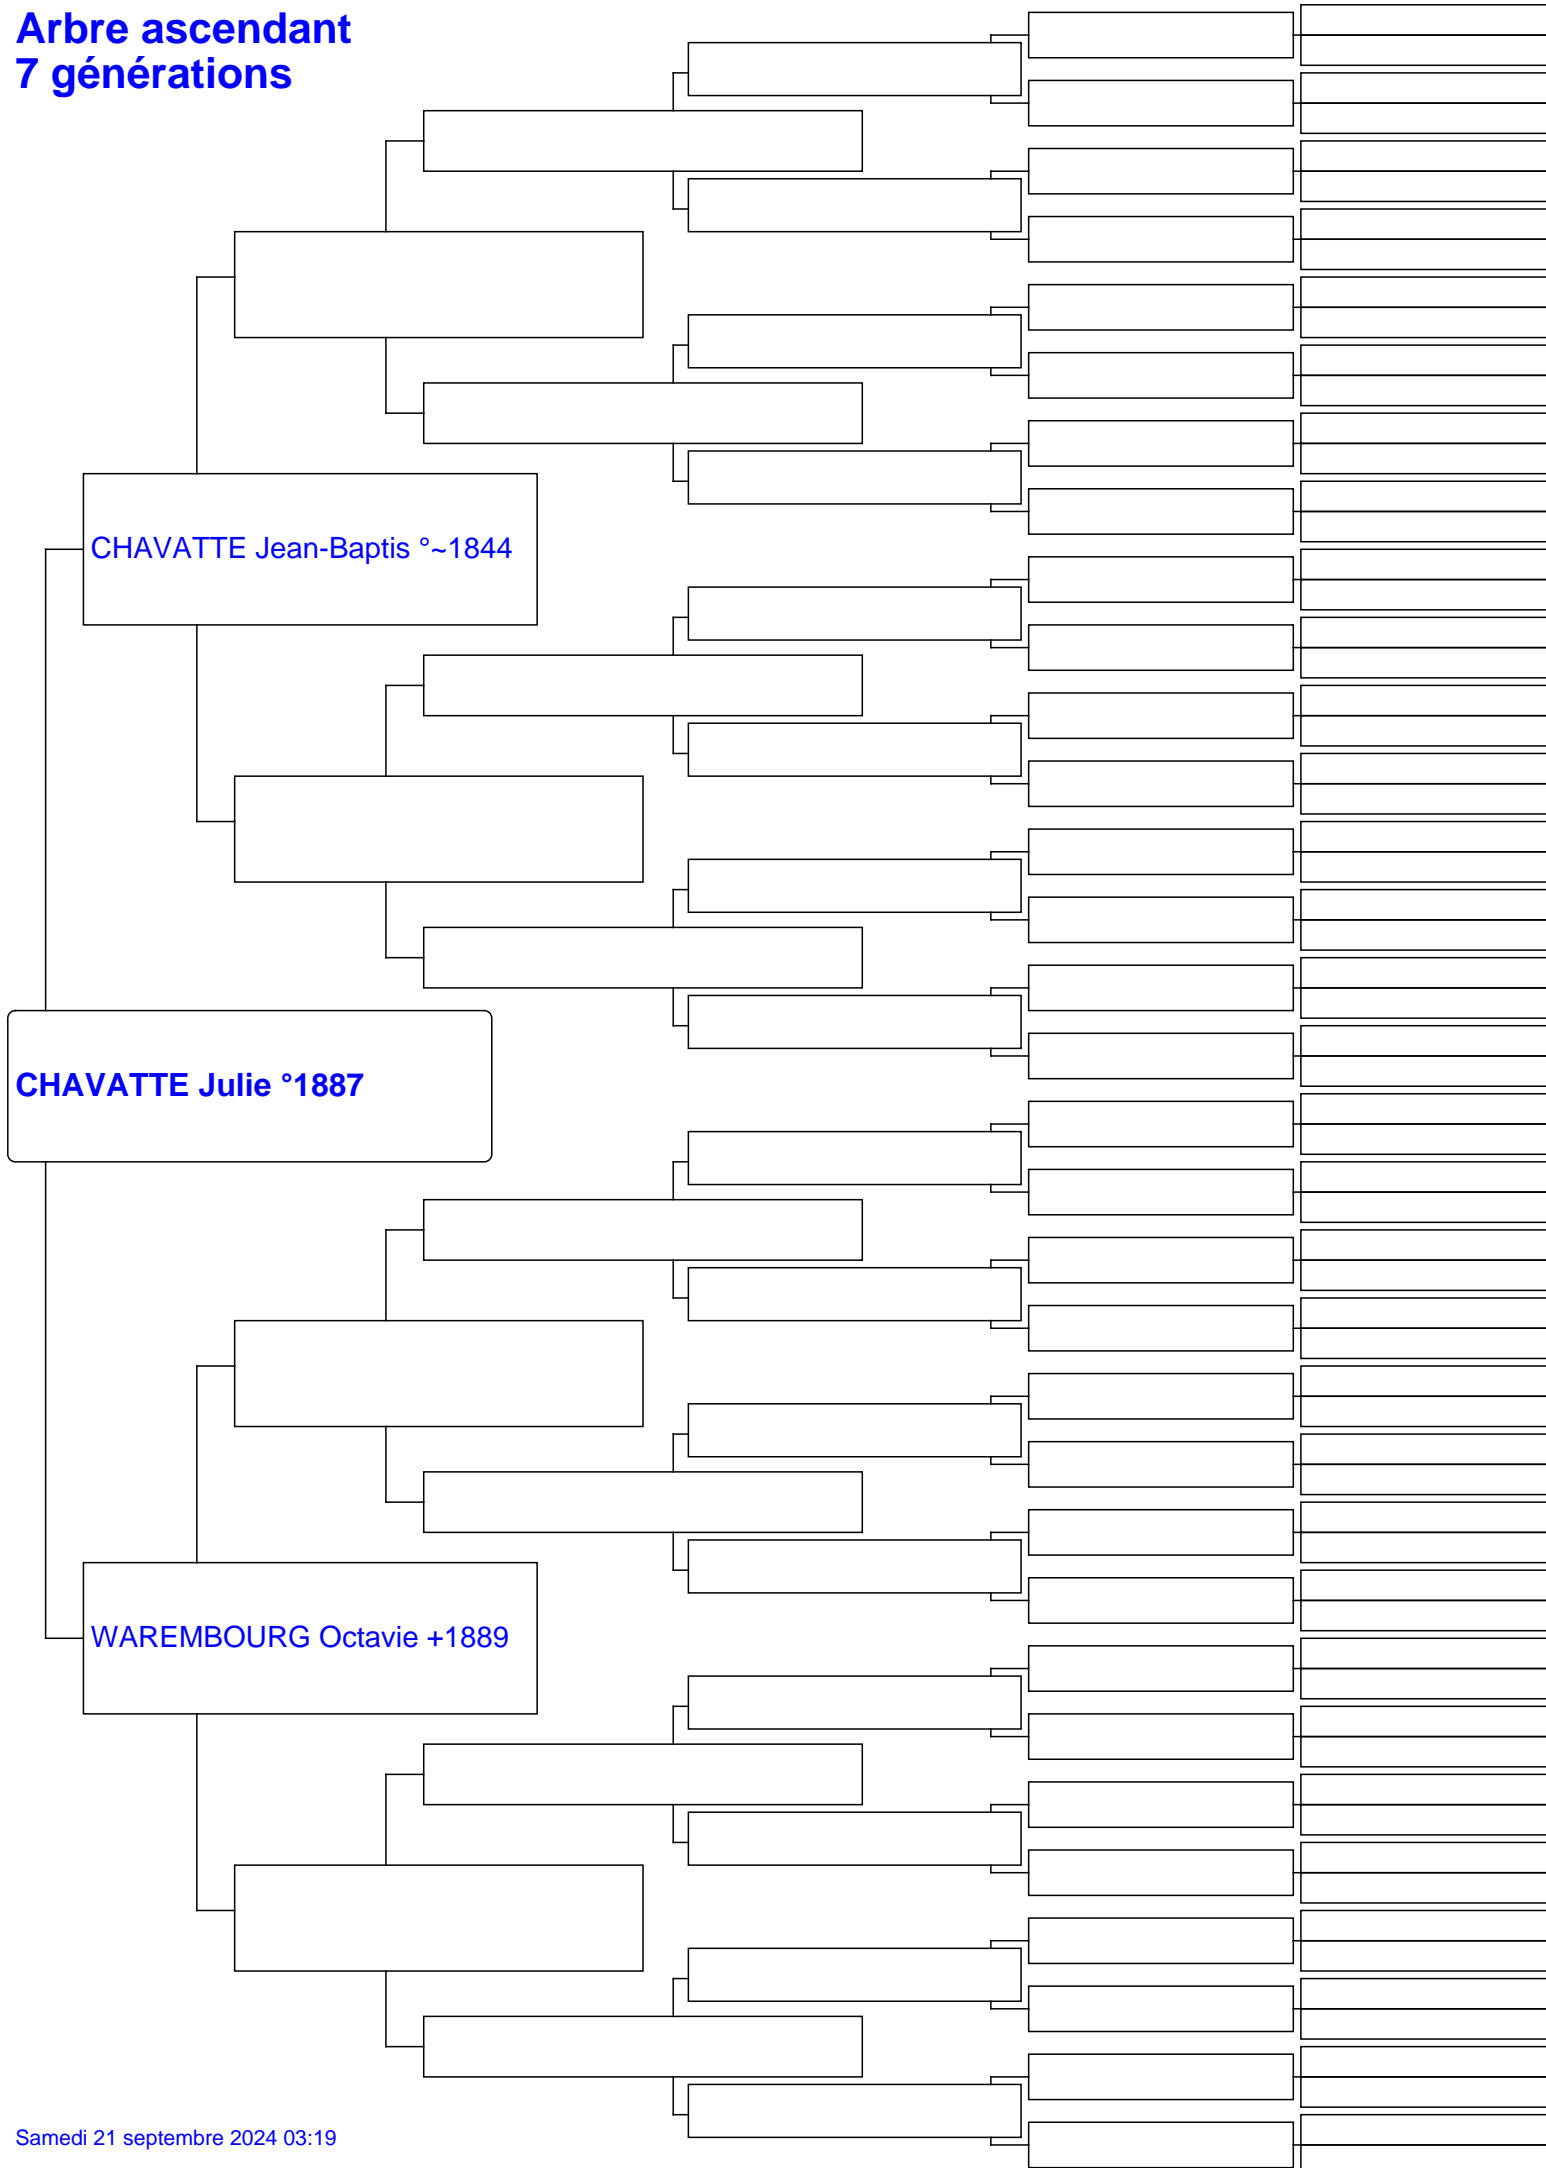 Arbre ascendant
7 générations
CHAVATTE Jean-Baptis °~1844
CHAVATTE Julie °1887
WAREMBOURG Octavie +1889
Samedi 21 septembre 2024 03:19